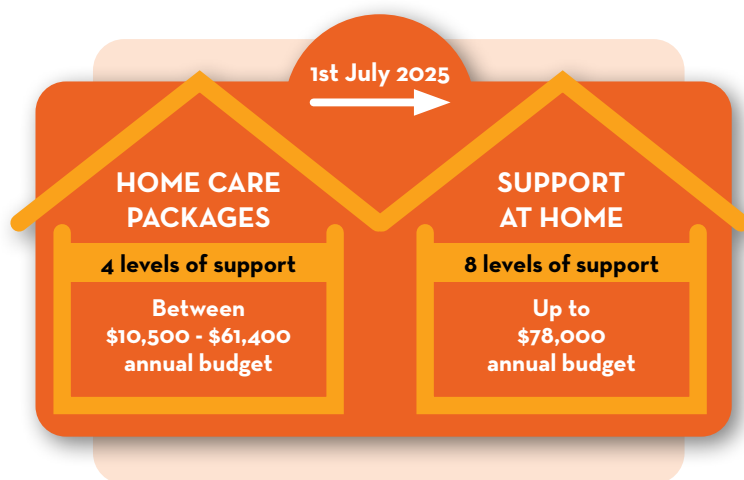 1st July 2025
HOME CARE
PACKAGES
4 levels of support
Between
$10,500 - $61,400
annual budget
SUPPORT
AT HOME
8 levels of support
Up to
$78,000
annual budget